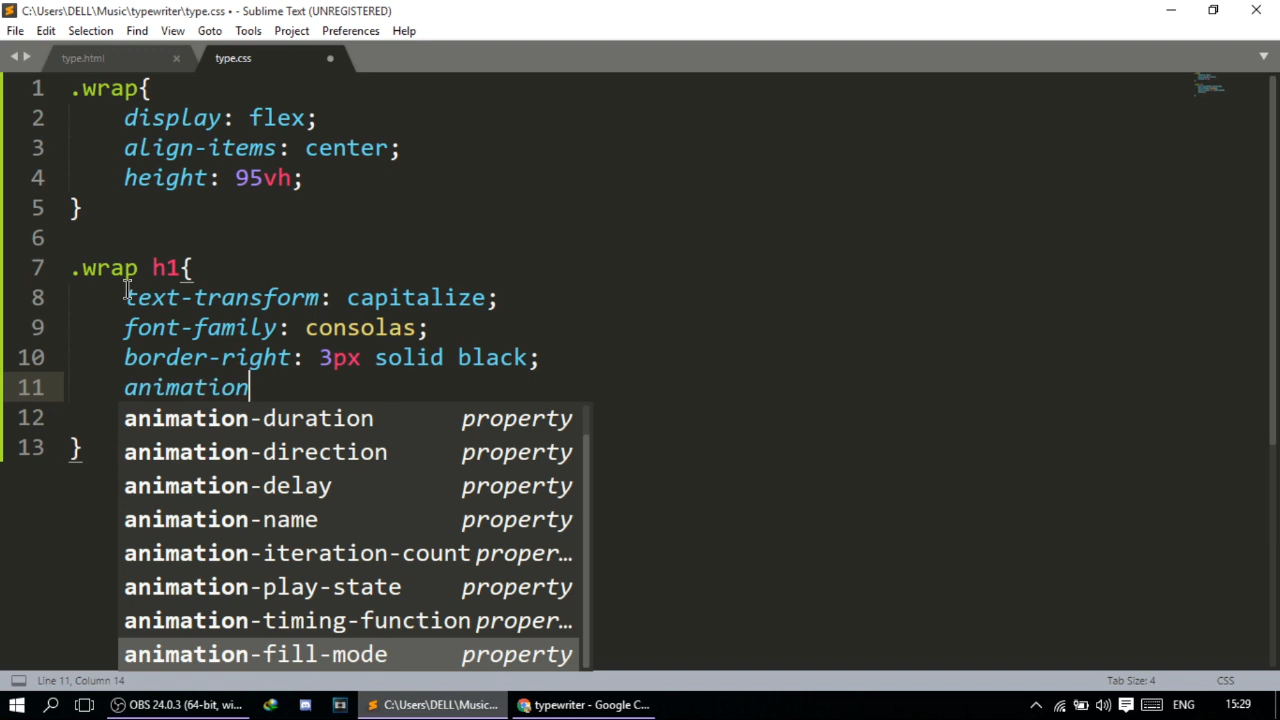 C:\Users\DELL\Music\typewriter\type.css • - Sublime Text (UNREGISTERED)
File Edit Selection Find View Goto Tools Project Preferences Help
type.html × type.css
1 .wrap{
2 display: flex;
3 align-items: center;
4 height: 95vh;
5 }
6
7 .wrap h1{
8 text-transform: capitalize;
9 font-family: consolas;
10 border-right: 3px solid black;
11 animation
12 animation-duration property
animation-direction property
13 }
animation-delay property
animation-name property
animation-iteration-count proper…
animation-play-state property
animation-timing-function proper…
animation-fill-mode property
Line 11, Column 14 Tab Size: 4 CSS
OBS 24.0.3 (64-bit, wi... C:\Users\DELL\Music... typewriter - Google C... ENG 15:29